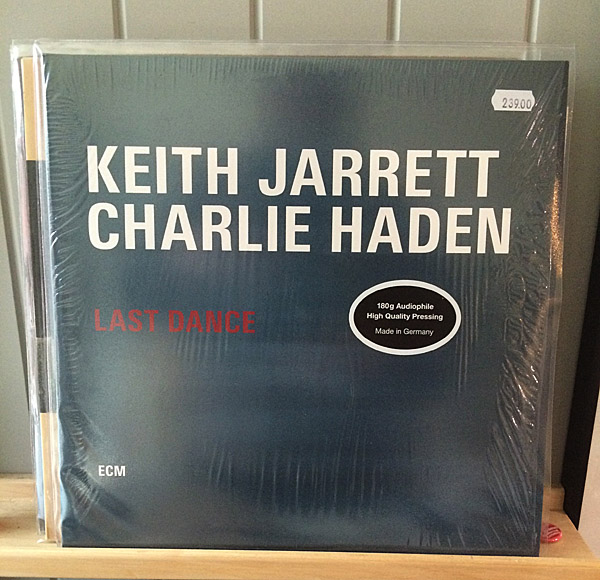 239.00
KEITH JARRETT
CHARLIE HADEN
LAST DANCE
180g Audiophile
High Quality Pressing
Made in Germany
ECM